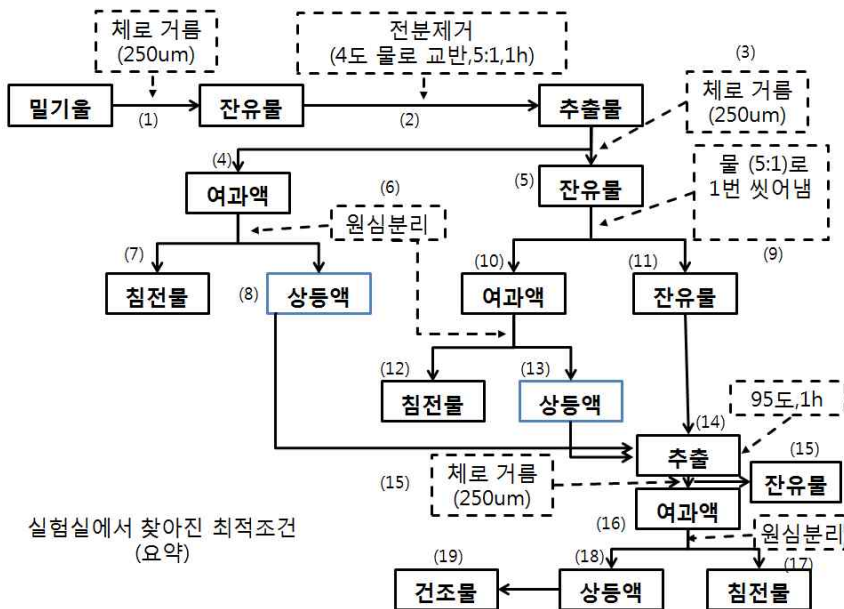 체로 거름
(250um)
전분제거
(4도 물로 교반,5:1,1h)
(3)
밀기울
(1)
잔유물
(2)
추출물
체로 거름
(250um)
(4)
여과액
(6)
(5)
잔유물
물 (5:1)로
1번 씻어냄
원심분리
(7)
침전물
(8)
상등액
(10)
여과액
(11)
잔유물
(9)
(12)
침전물
(13)
상등액
95도,1h
(14)
추출
(15)
체로 거름
(250um)
(15)
잔유물
여과액
(16)
원심분리
실험실에서 찾아진 최적조건
(요약)
(19)
건조물
(18)
상등액
(17)
침전물